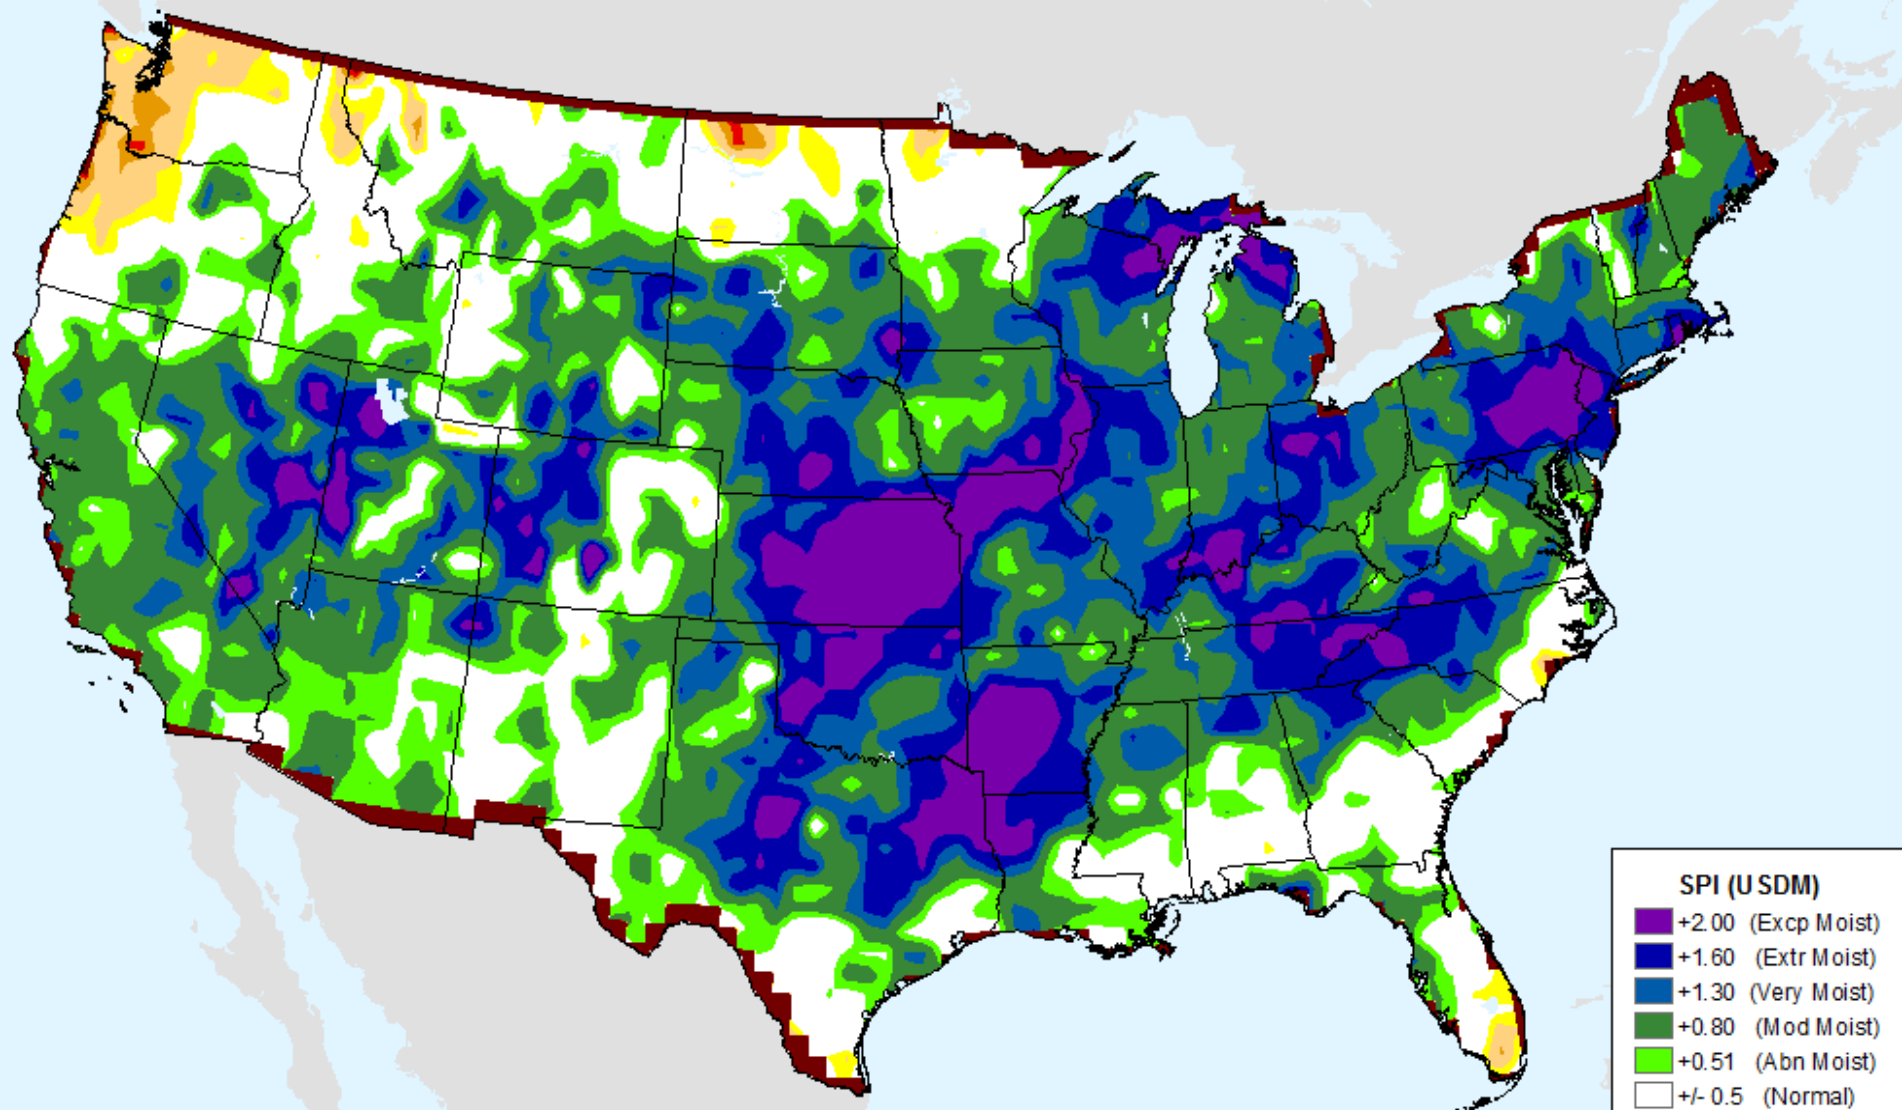 SPI (USDM)
+2.00 (Excp Moist)
+1.60 (Extr Moist)
+1.30 (Very Moist)
+0.80 (Mod Moist)
+0.51 (Abn Moist)
+/- 0.5 (Normal)